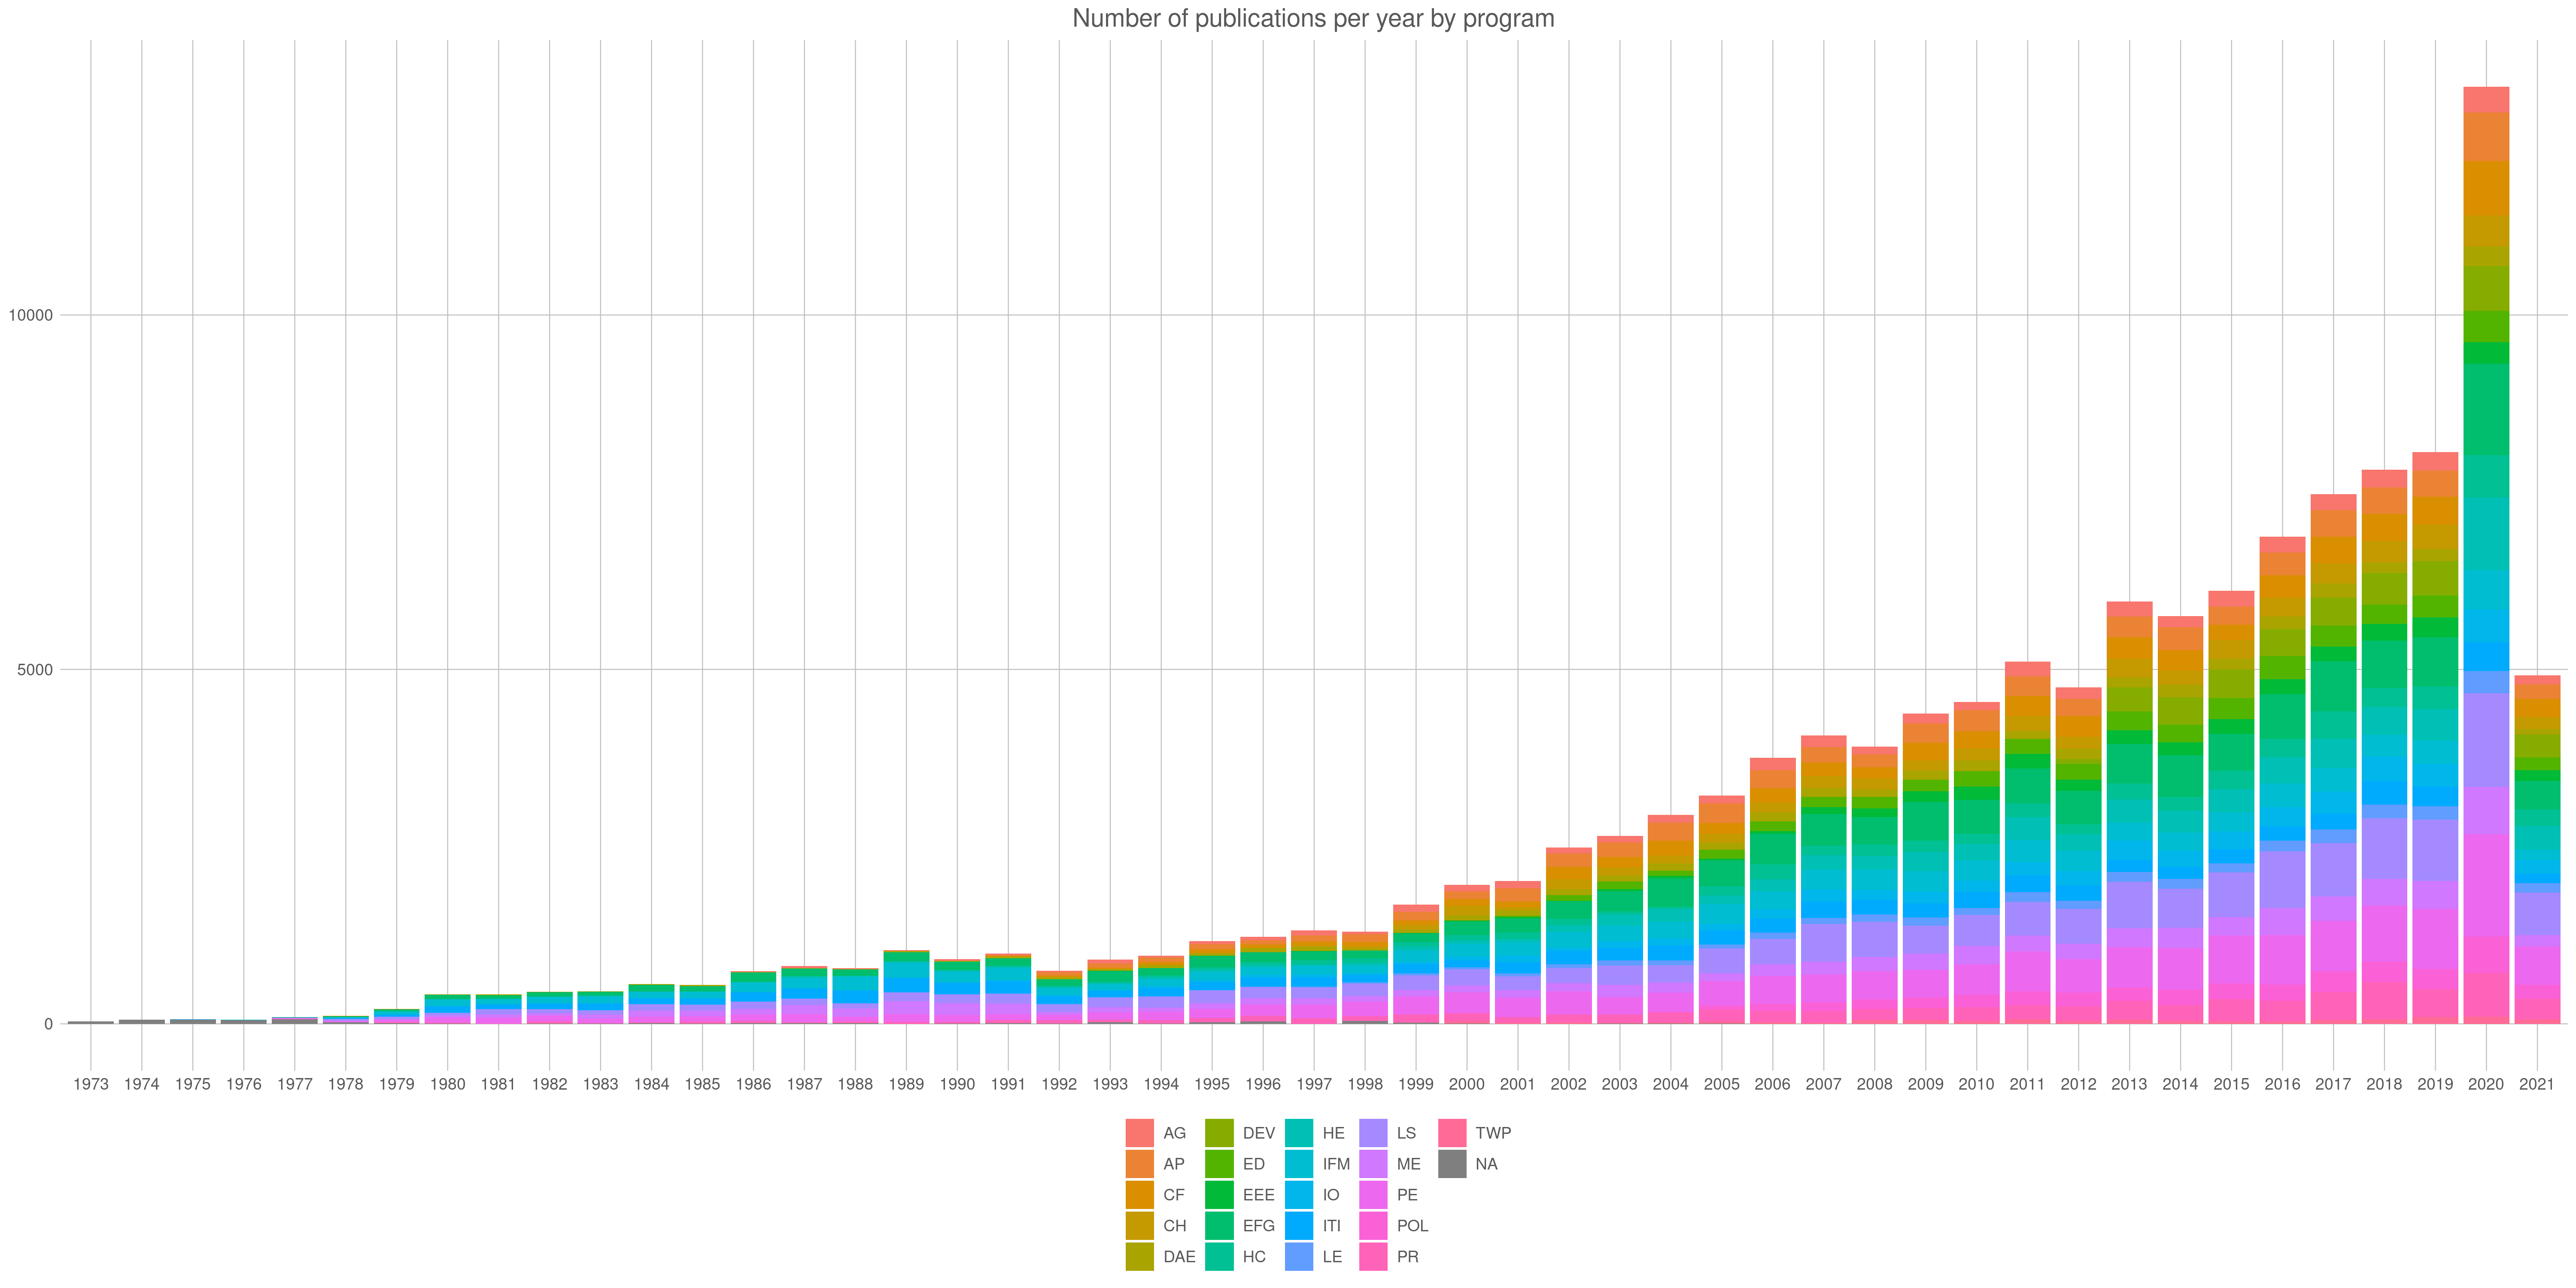 Number of publications per year by program
10000
5000
0
1973 1974 1975 1976 1977 1978 1979 1980 1981 1982 1983 1984 1985 1986 1987 1988 1989 1990 1991 1992 1993 1994 1995 1996 1997 1998 1999 2000 2001 2002 2003 2004 2005 2006 2007 2008 2009 2010 2011 2012 2013 2014 2015 2016 2017 2018 2019 2020 2021
AG DEV HE LS TWP
AP ED IFM ME NA
CF EEE IO PE
CH EFG ITI POL
DAE HC LE PR